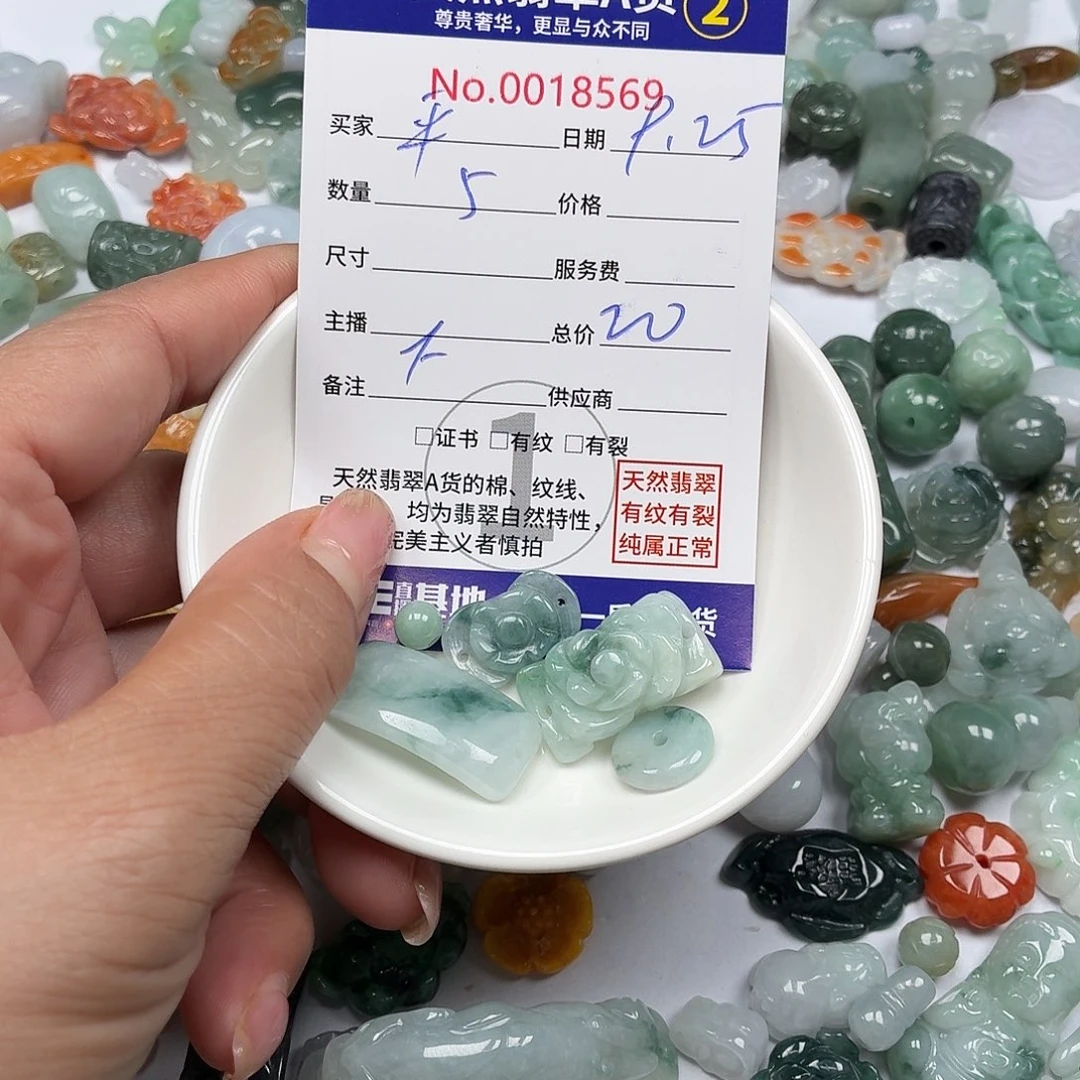 尊贵奢华，更显与众不同
No.0018569
买家 日期 9.25
数量 5 价格
尺寸 服务费
主播 总价 20
备注 供应商
□证书 □有纹 □有裂
天然翡翠A货的棉、纹线、
均为翡翠自然特性，
完美主义者慎拍
天然翡翠
有纹有裂
纯属正常
1
2
基地
货